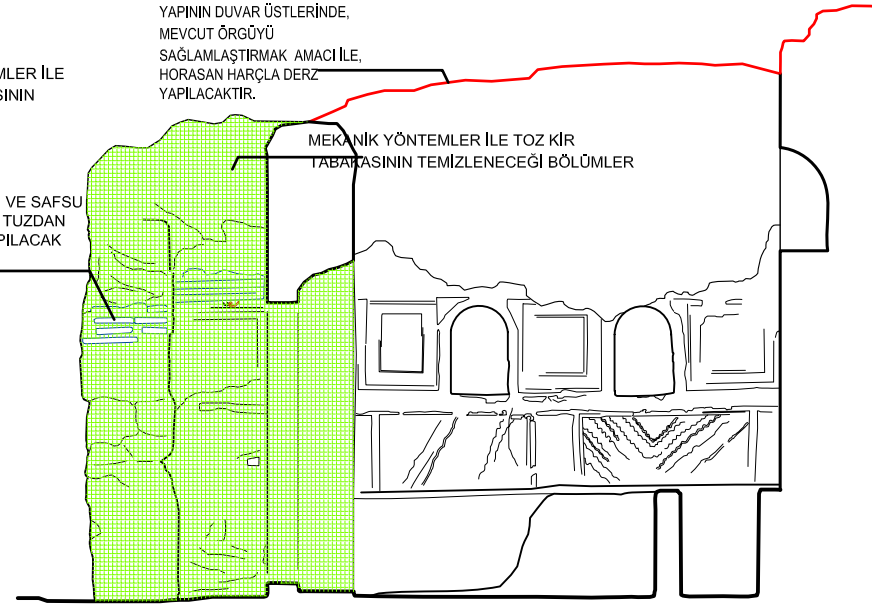 YAPININ DUVAR ÜSTLERİNDE,
MEVCUT ÖRGÜYÜ
SAĞLAMLAŞTIRMAK AMACI İLE,
HORASAN HARÇLA DERZ
YAPILACAKTIR.
MLER İLE
SININ
MEKANİK YÖNTEMLER İLE TOZ KİR
TABAKASININ TEMİZLENECEĞİ BÖLÜMLER
VE SAFSU
TUZDAN
PILACAK